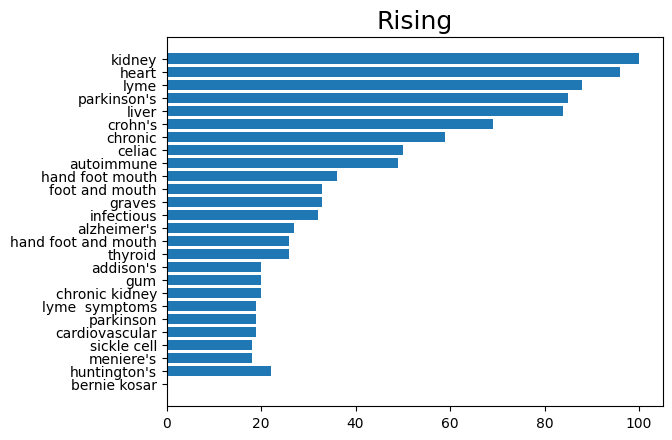 Rising
kidney
heart
lyme
parkinson's
liver
crohn's
chronic
celiac
autoimmune
hand foot mouth
foot and mouth
graves
infectious
alzheimer's
hand foot and mouth
thyroid
addison's
gum
chronic kidney
lyme  symptoms
parkinson
cardiovascular
sickle cell
meniere's
huntington's
bernie kosar
0 20 40 60 80 100